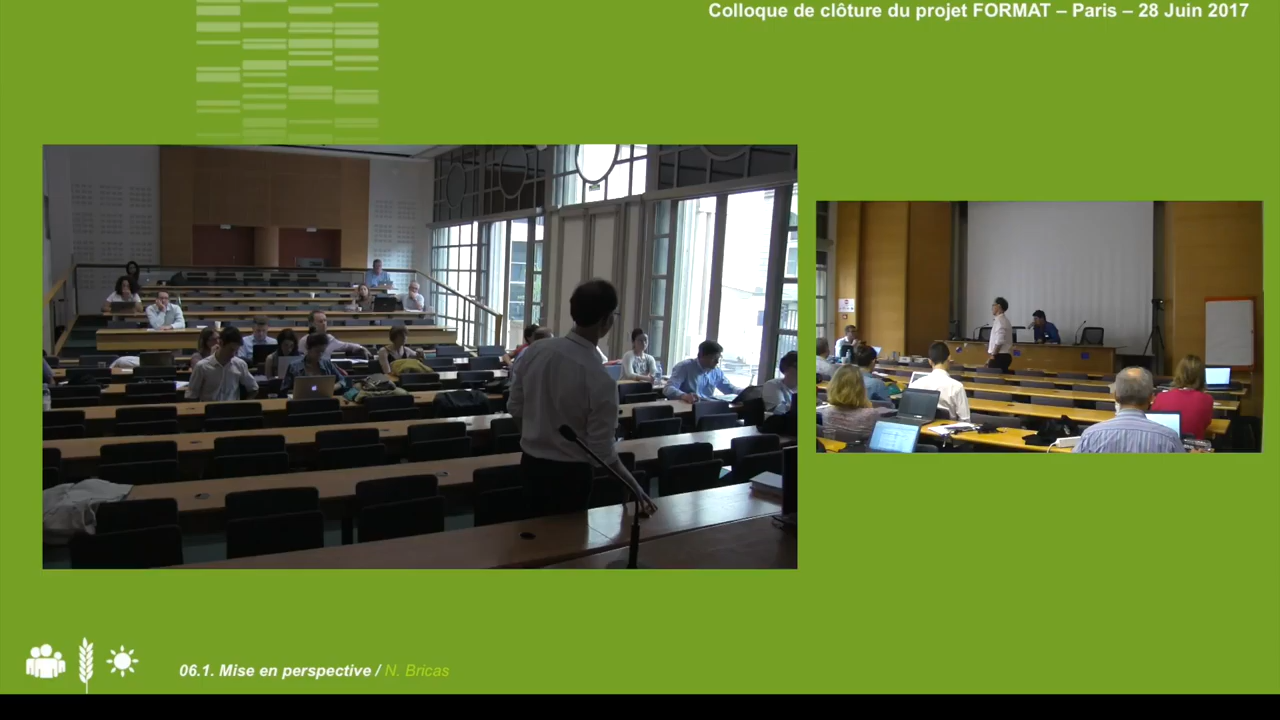 Colloque de clôture du projet FORMAT – Paris – 28 Juin 2017
06.1. Mise en perspective / N. Bricas